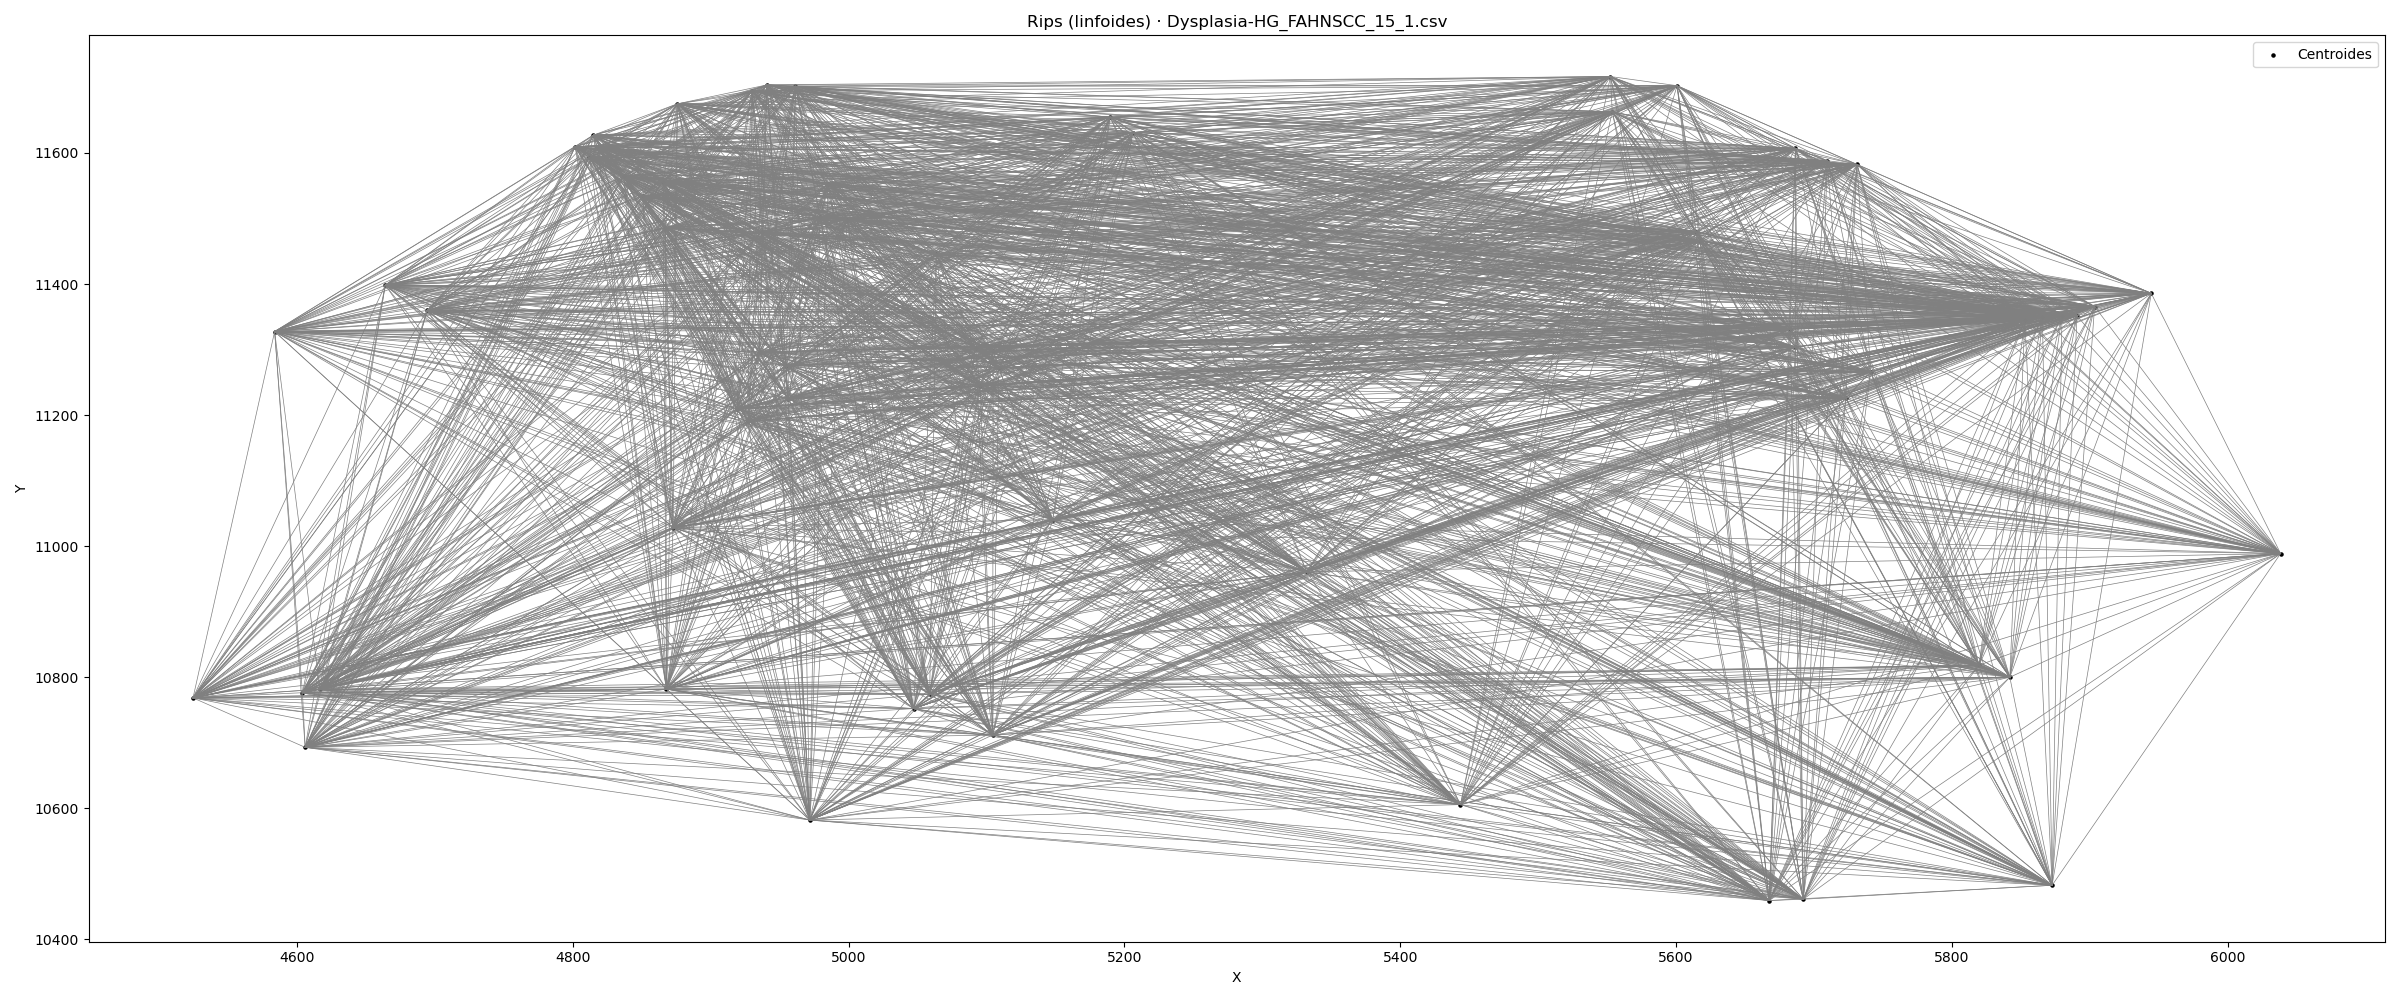 Rips (linfoides) · Dysplasia-HG_FAHNSCC_15_1.csv
Centroides
11600
11400
11200
11000
10800
10600
10400
Y
4600 4800 5000 5200 5400 5600 5800 6000
X